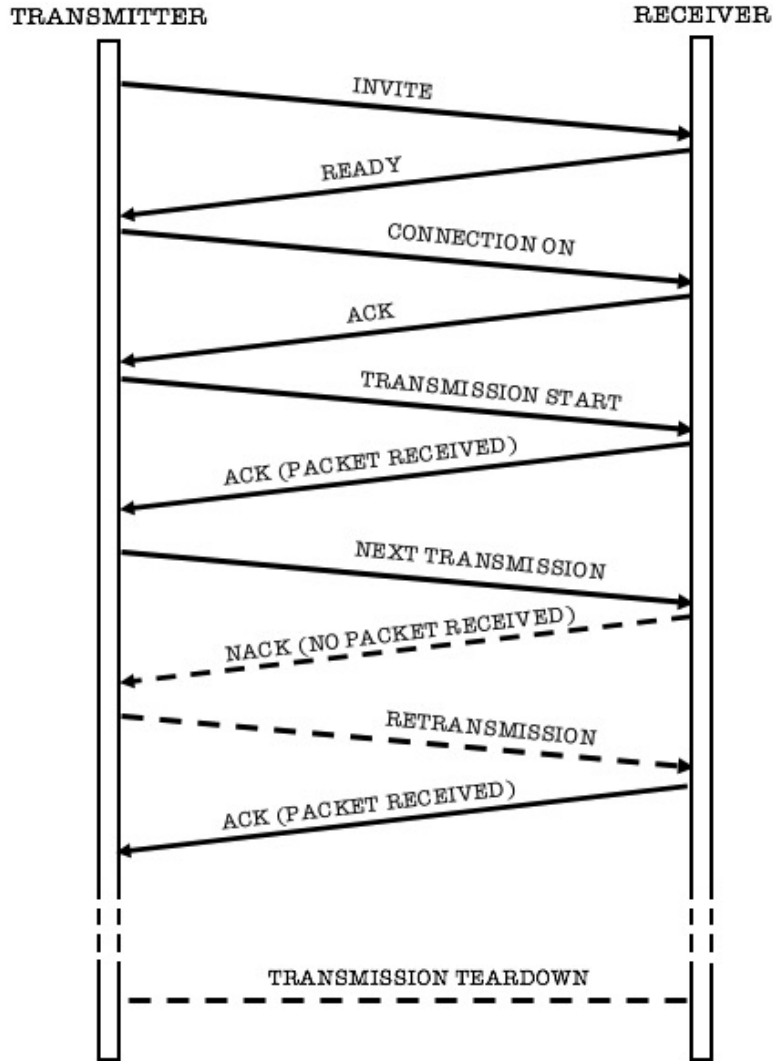 TRANSMITTER
RECEIVER
INVITE
READY
CONNECTION ON
ACK
TRANSMISSION START
ACK (PACKET RECEIVED)
NEXT TRANSMISSION
NACK (NO PACKET RECEIVED)
RETRANSMISSION
ACK (PACKET RECEIVED)
TRANSMISSION TEARDOWN